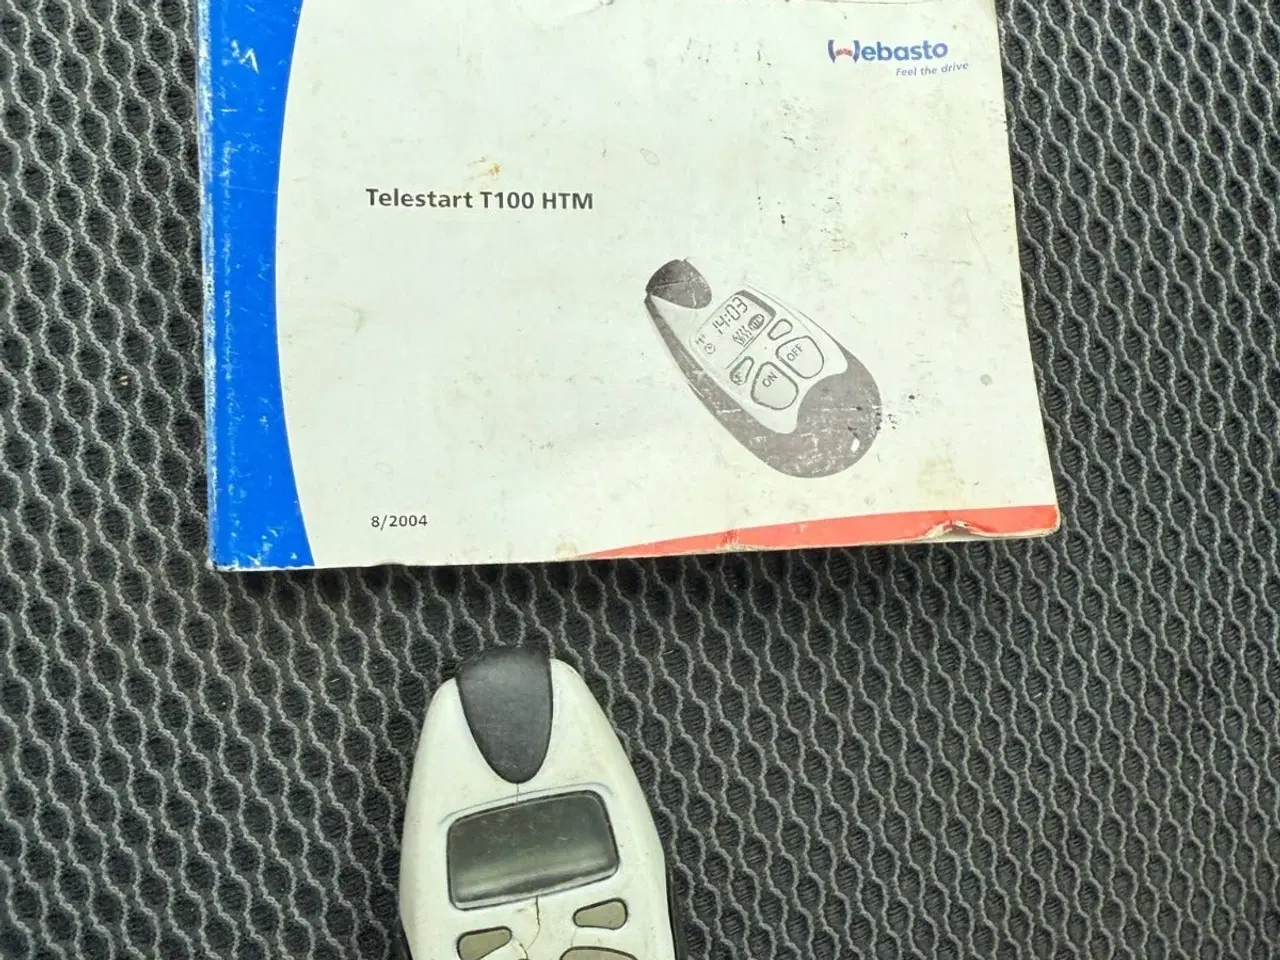 Webasto
Feel the drive
Telestart T100 HTM
14:03
OFF
ON
8/2004